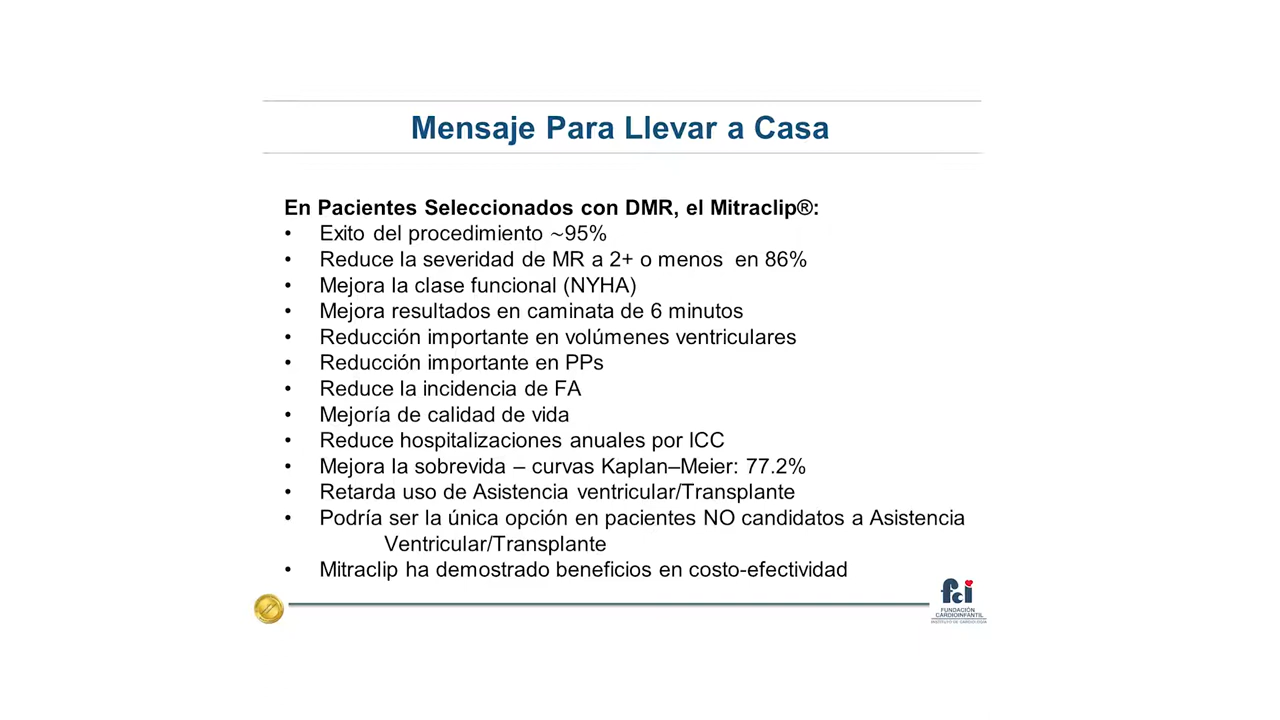 Mensaje Para Llevar a Casa
En Pacientes Seleccionados con DMR, el Mitraclip®:
• Exito del procedimiento ~95%
• Reduce la severidad de MR a 2+ o menos en 86%
• Mejora la clase funcional (NYHA)
• Mejora resultados en caminata de 6 minutos
• Reducción importante en volúmenes ventriculares
• Reducción importante en PPs
• Reduce la incidencia de FA
• Mejoría de calidad de vida
• Reduce hospitalizaciones anuales por ICC
• Mejora la sobrevida – curvas Kaplan–Meier: 77.2%
• Retarda uso de Asistencia ventricular/Transplante
• Podría ser la única opción en pacientes NO candidatos a Asistencia
Ventricular/Transplante
• Mitraclip ha demostrado beneficios en costo-efectividad
fci
FUNDACIÓN
CARDIOINFANTIL
INSTITUTO DE CARDIOLOGÍA